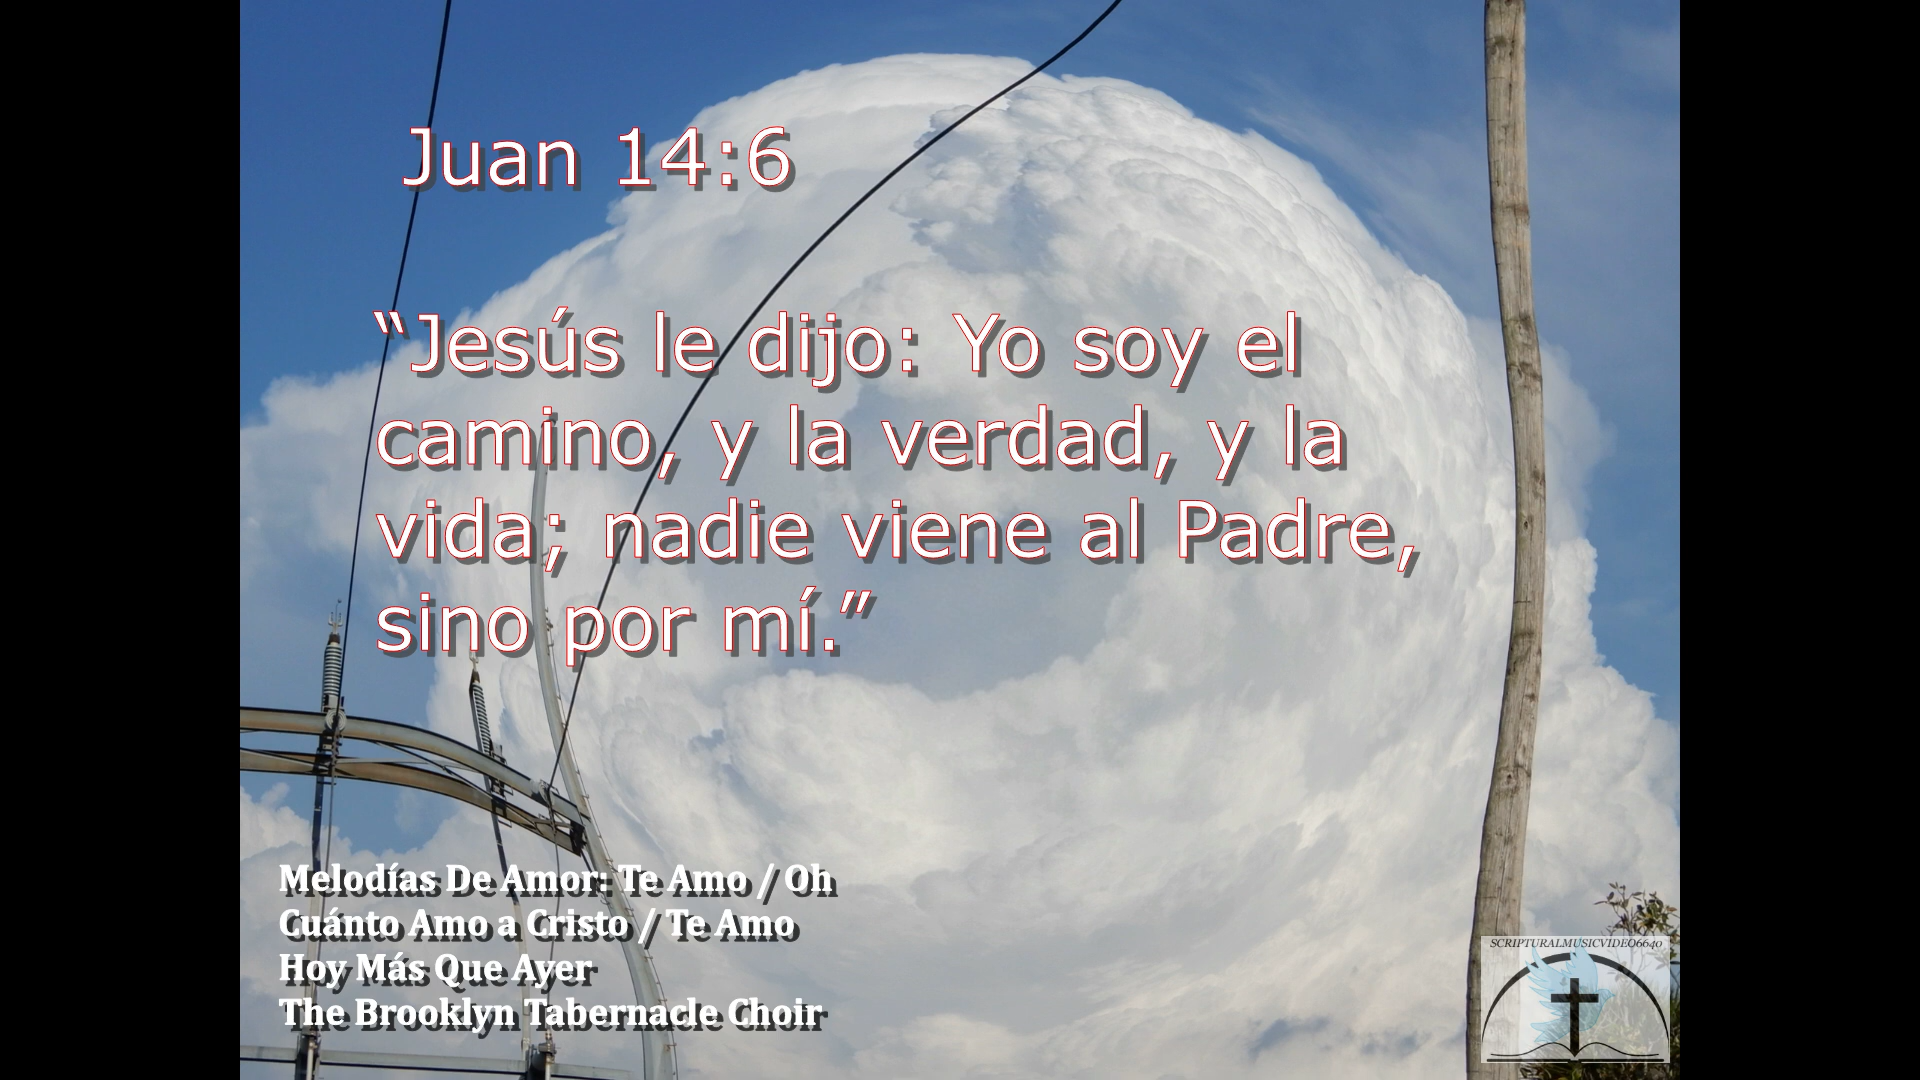 Juan 14:6
“Jesús le dijo: Yo soy el
camino, y la verdad, y la
vida; nadie viene al Padre,
sino por mí.”
Melodías De Amor: Te Amo / Oh
Cuánto Amo a Cristo / Te Amo
Hoy Más Que Ayer
The Brooklyn Tabernacle Choir
SCRIPTURALMUSICVIDEO6640